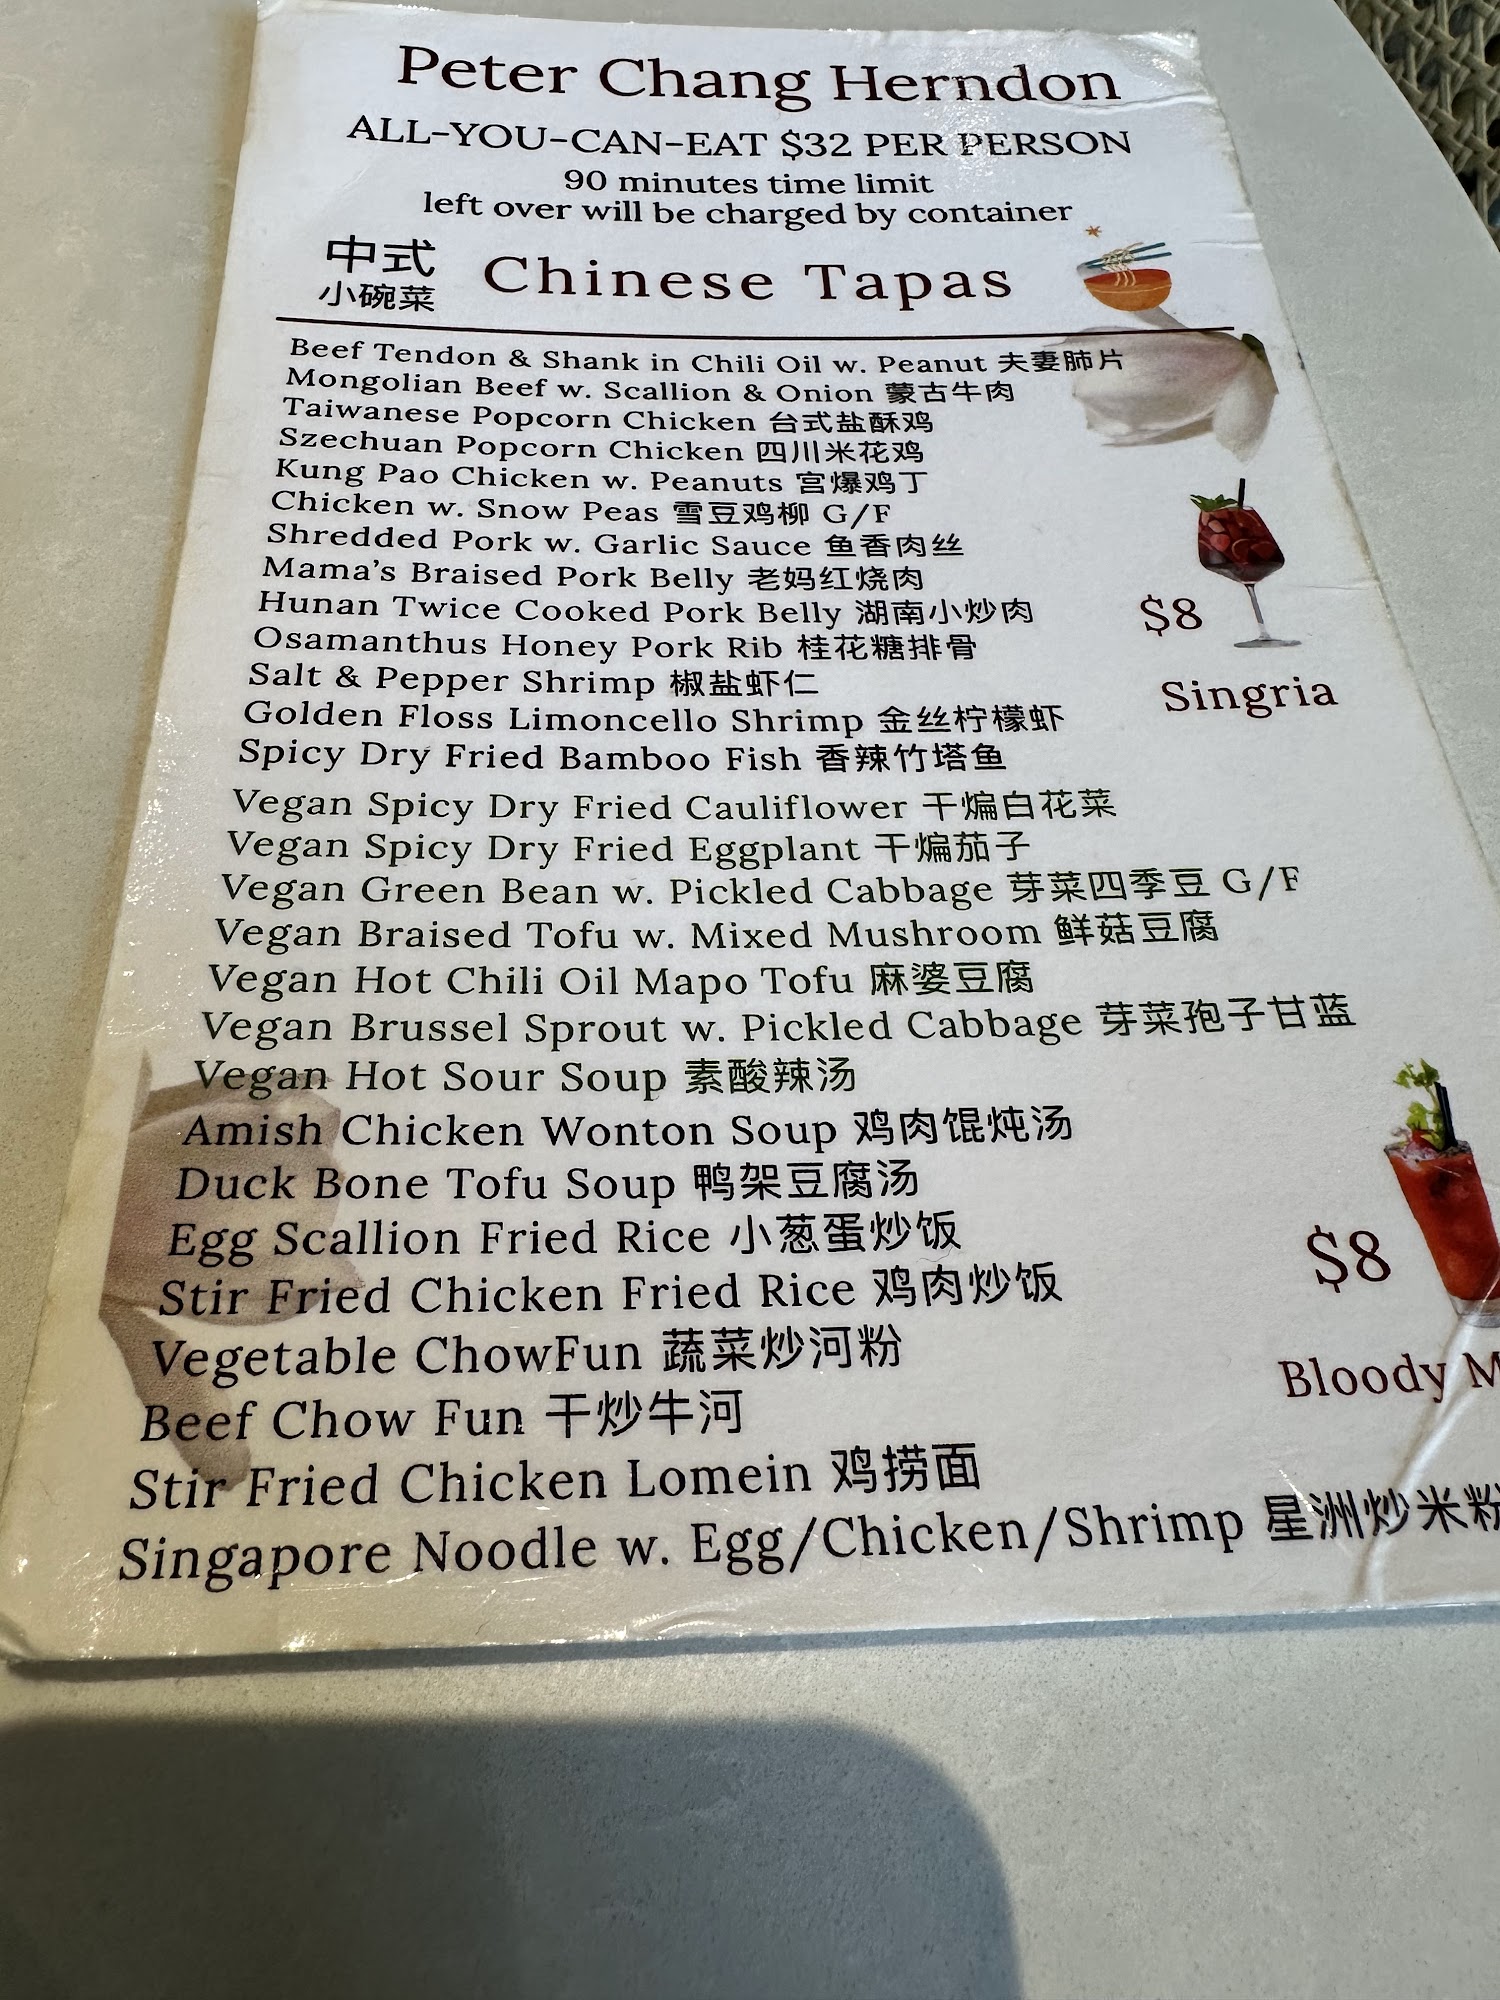 Peter Chang Herndon
ALL-YOU-CAN-EAT $32 PER PERSON
90 minutes time limit
left over will be charged by container
中式
小碗菜
Chinese Tapas
Beef Tendon & Shank in Chili Oil w. Peanut 夫妻肺片
Mongolian Beef w. Scallion & Onion 蒙古牛肉
Taiwanese Popcorn Chicken 台式盐酥鸡
Szechuan Popcorn Chicken 四川米花鸡
Kung Pao Chicken w. Peanuts 宫爆鸡丁
Chicken w. Snow Peas 雪豆鸡柳 G/F
Shredded Pork w. Garlic Sauce 鱼香肉丝
Mama's Braised Pork Belly 老妈红烧肉
Hunan Twice Cooked Pork Belly 湖南小炒肉
Osamanthus Honey Pork Rib 桂花糖排骨
Salt & Pepper Shrimp 椒盐虾仁
Golden Floss Limoncello Shrimp 金丝柠檬虾
Spicy Dry Fried Bamboo Fish 香辣竹塔鱼
Vegan Spicy Dry Fried Cauliflower 干煸白花菜
Vegan Spicy Dry Fried Eggplant 干煸茄子
Vegan Green Bean w. Pickled Cabbage 芽菜四季豆 G/F
Vegan Braised Tofu w. Mixed Mushroom 鲜菇豆腐
Vegan Hot Chili Oil Mapo Tofu 麻婆豆腐
Vegan Brussel Sprout w. Pickled Cabbage 芽菜孢子甘蓝
Vegan Hot Sour Soup 素酸辣汤
Amish Chicken Wonton Soup 鸡肉馄炖汤
Duck Bone Tofu Soup 鸭架豆腐汤
Egg Scallion Fried Rice 小葱蛋炒饭
Stir Fried Chicken Fried Rice 鸡肉炒饭
Vegetable ChowFun 蔬菜炒河粉
Beef Chow Fun 干炒牛河
Stir Fried Chicken Lomein 鸡捞面
Singapore Noodle w. Egg/Chicken/Shrimp 星洲炒米粉
$8
Singria
$8
Bloody M